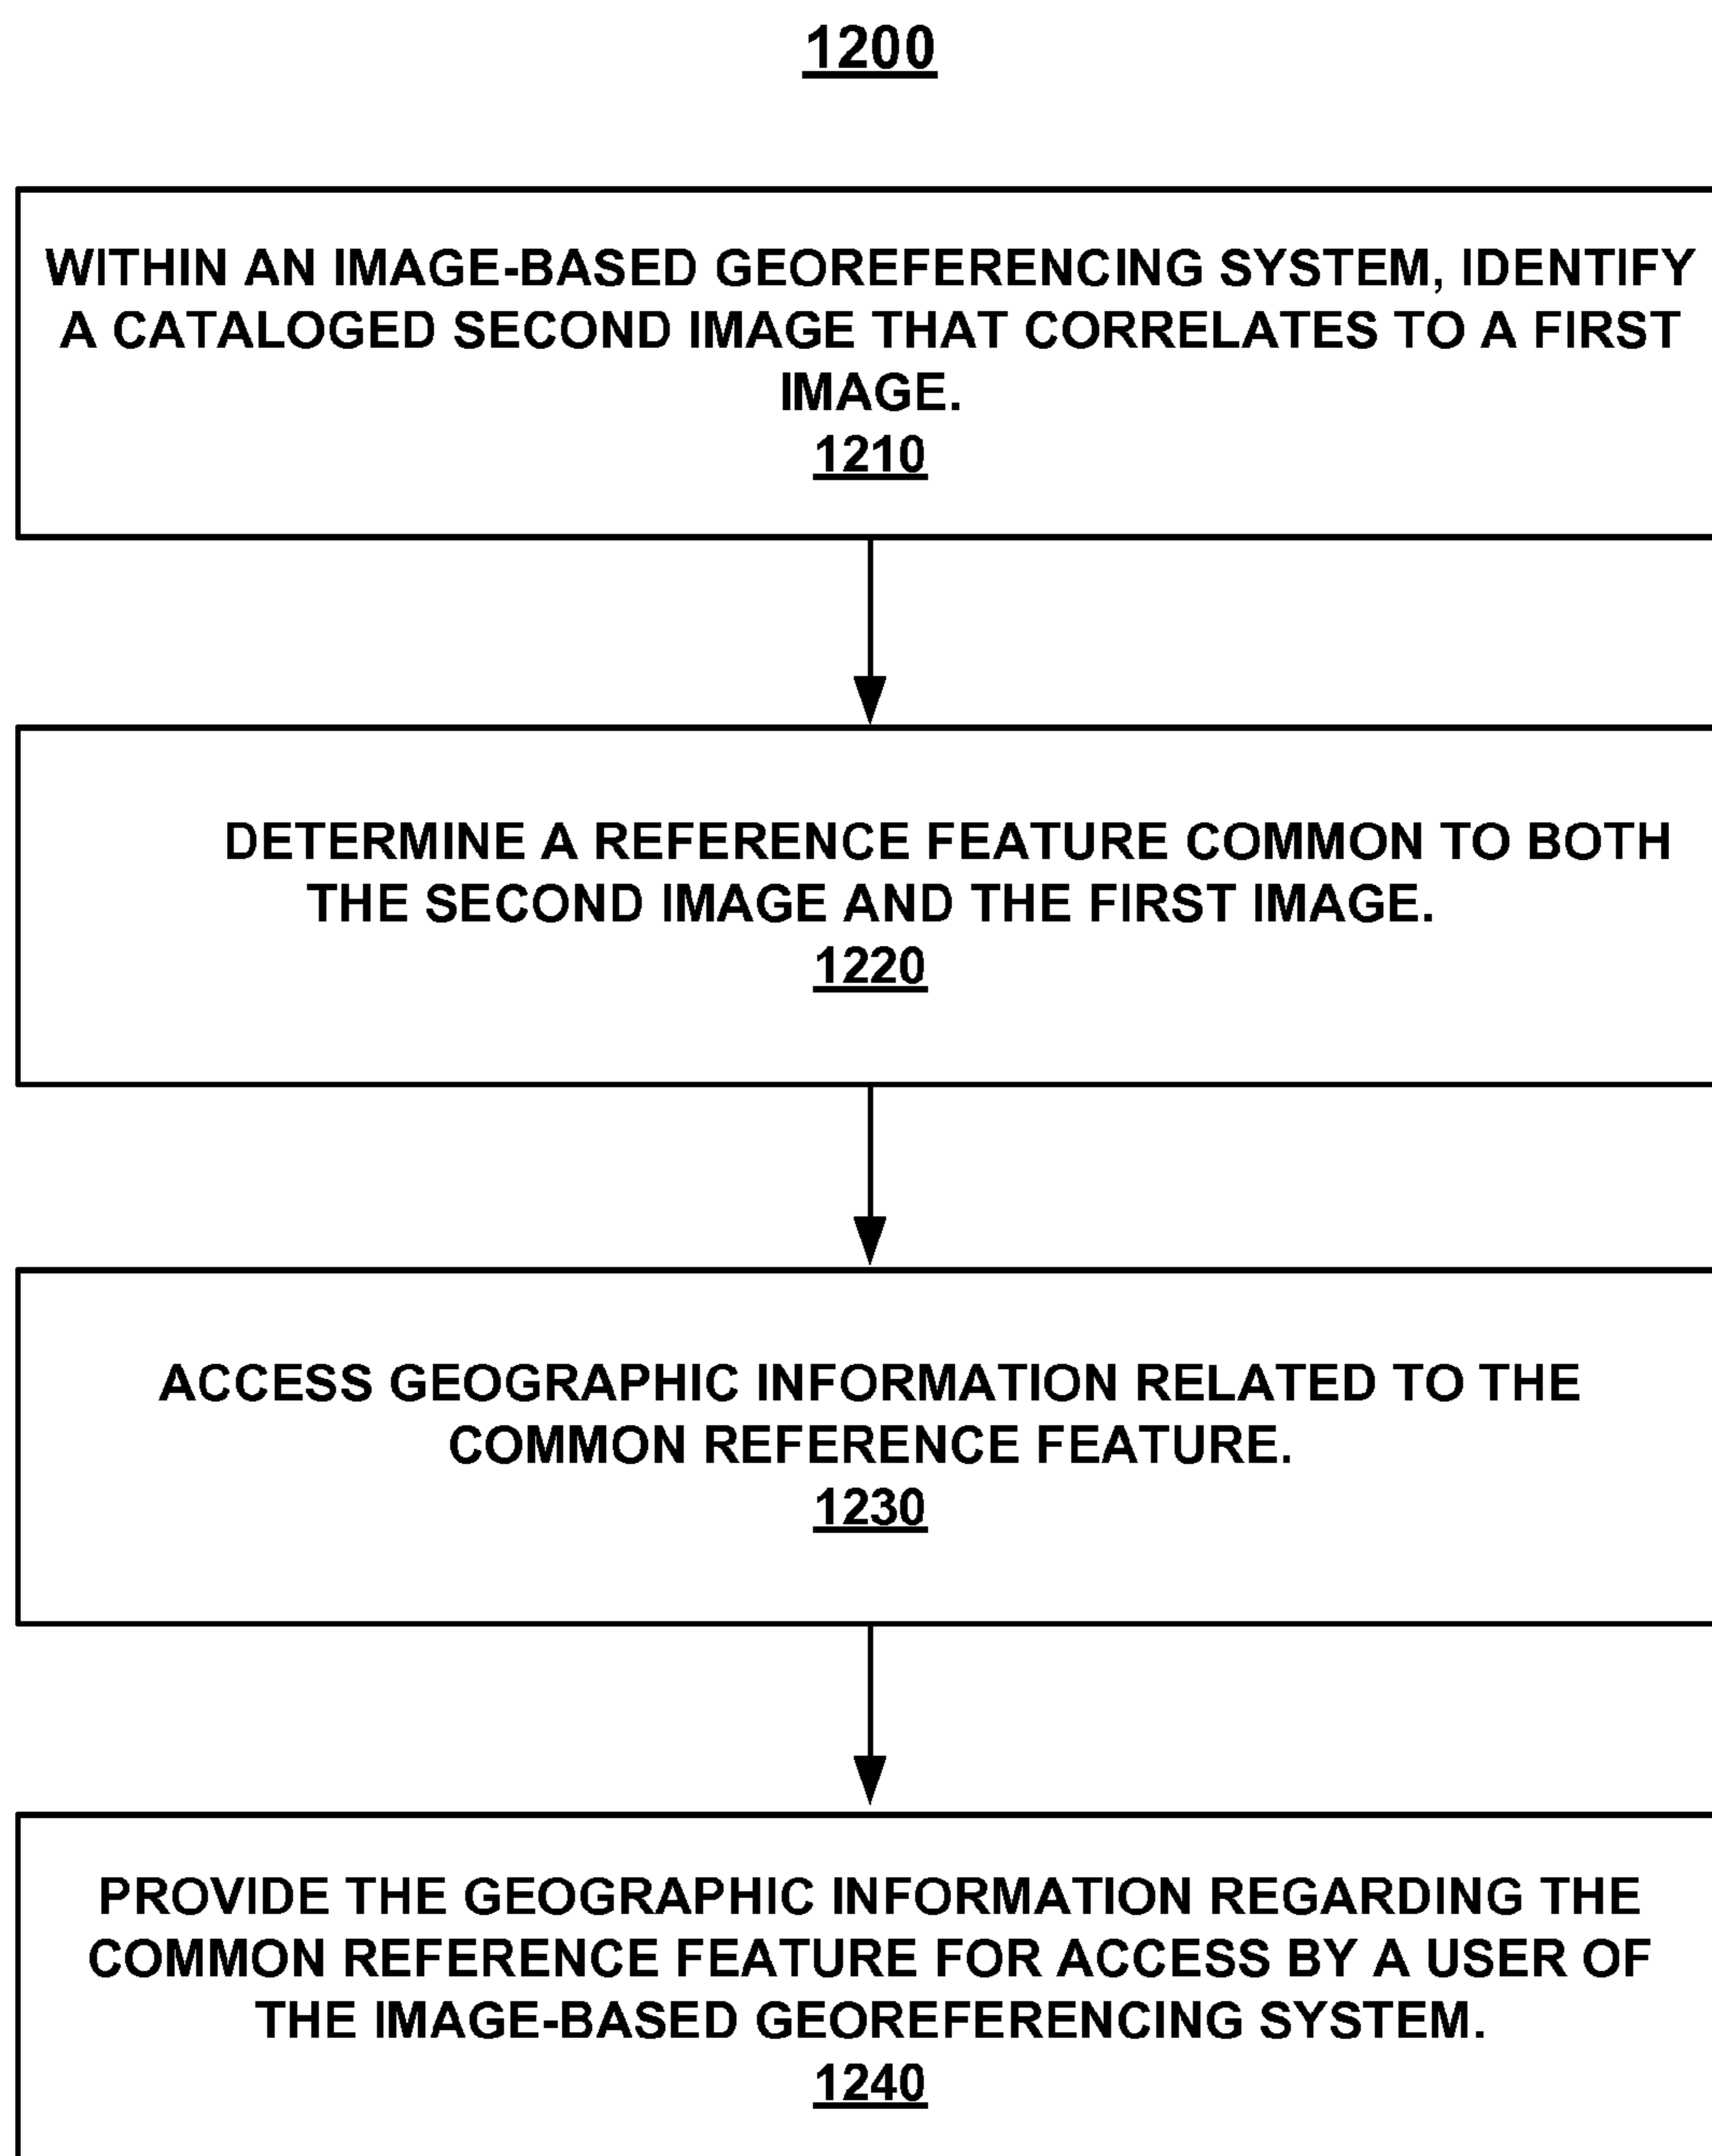 1200
WITHIN AN IMAGE-BASED GEOREFERENCING SYSTEM, IDENTIFY
A CATALOGED SECOND IMAGE THAT CORRELATES TO A FIRST
IMAGE.
1210
DETERMINE A REFERENCE FEATURE COMMON TO BOTH
THE SECOND IMAGE AND THE FIRST IMAGE.
1220
ACCESS GEOGRAPHIC INFORMATION RELATED TO THE
COMMON REFERENCE FEATURE.
1230
PROVIDE THE GEOGRAPHIC INFORMATION REGARDING THE
COMMON REFERENCE FEATURE FOR ACCESS BY A USER OF
THE IMAGE-BASED GEOREFERENCING SYSTEM.
1240